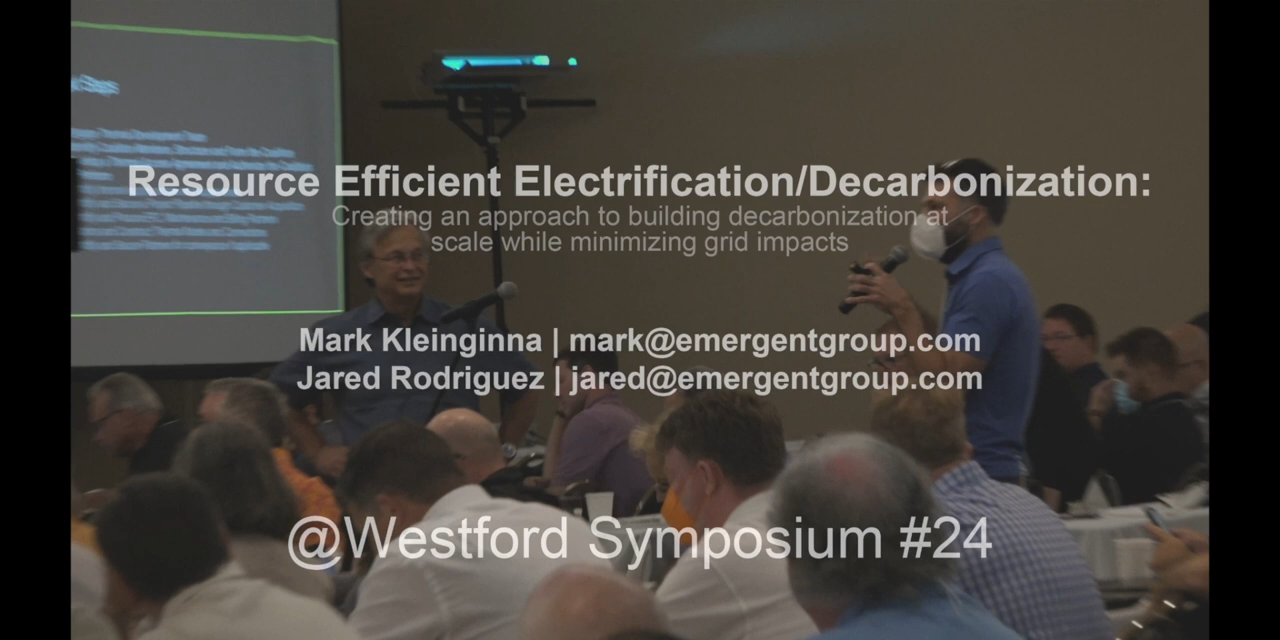 Resource Efficient Electrification/Decarbonization:
Creating an approach to building decarbonization at
scale while minimizing grid impacts
Mark Kleinginna | mark@emergentgroup.com
Jared Rodriguez | jared@emergentgroup.com
@Westford Symposium #24